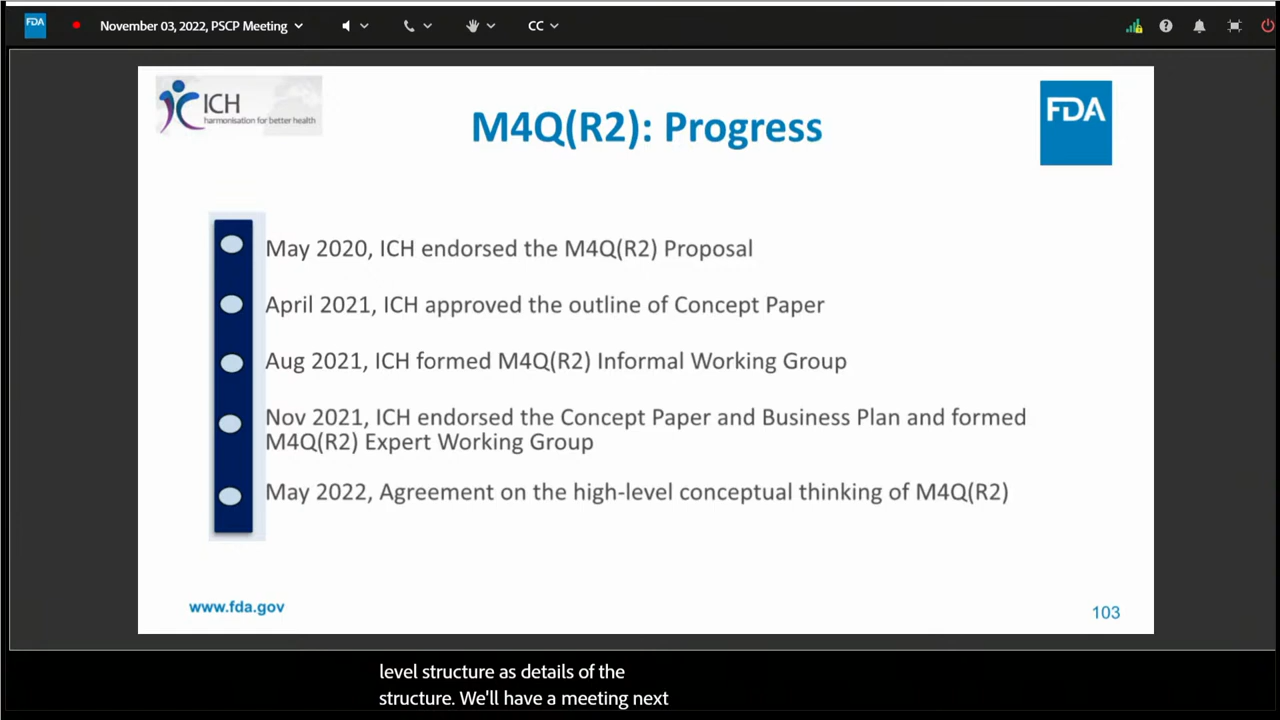 FDA
November 03, 2022, PSCP Meeting
CC
ICH
harmonisation for better health
M4Q(R2): Progress
FDA
May 2020, ICH endorsed the M4Q(R2) Proposal
April 2021, ICH approved the outline of Concept Paper
Aug 2021, ICH formed M4Q(R2) Informal Working Group
Nov 2021, ICH endorsed the Concept Paper and Business Plan and formed
M4Q(R2) Expert Working Group
May 2022, Agreement on the high-level conceptual thinking of M4Q(R2)
www.fda.gov
103
level structure as details of the
structure. We'll have a meeting next